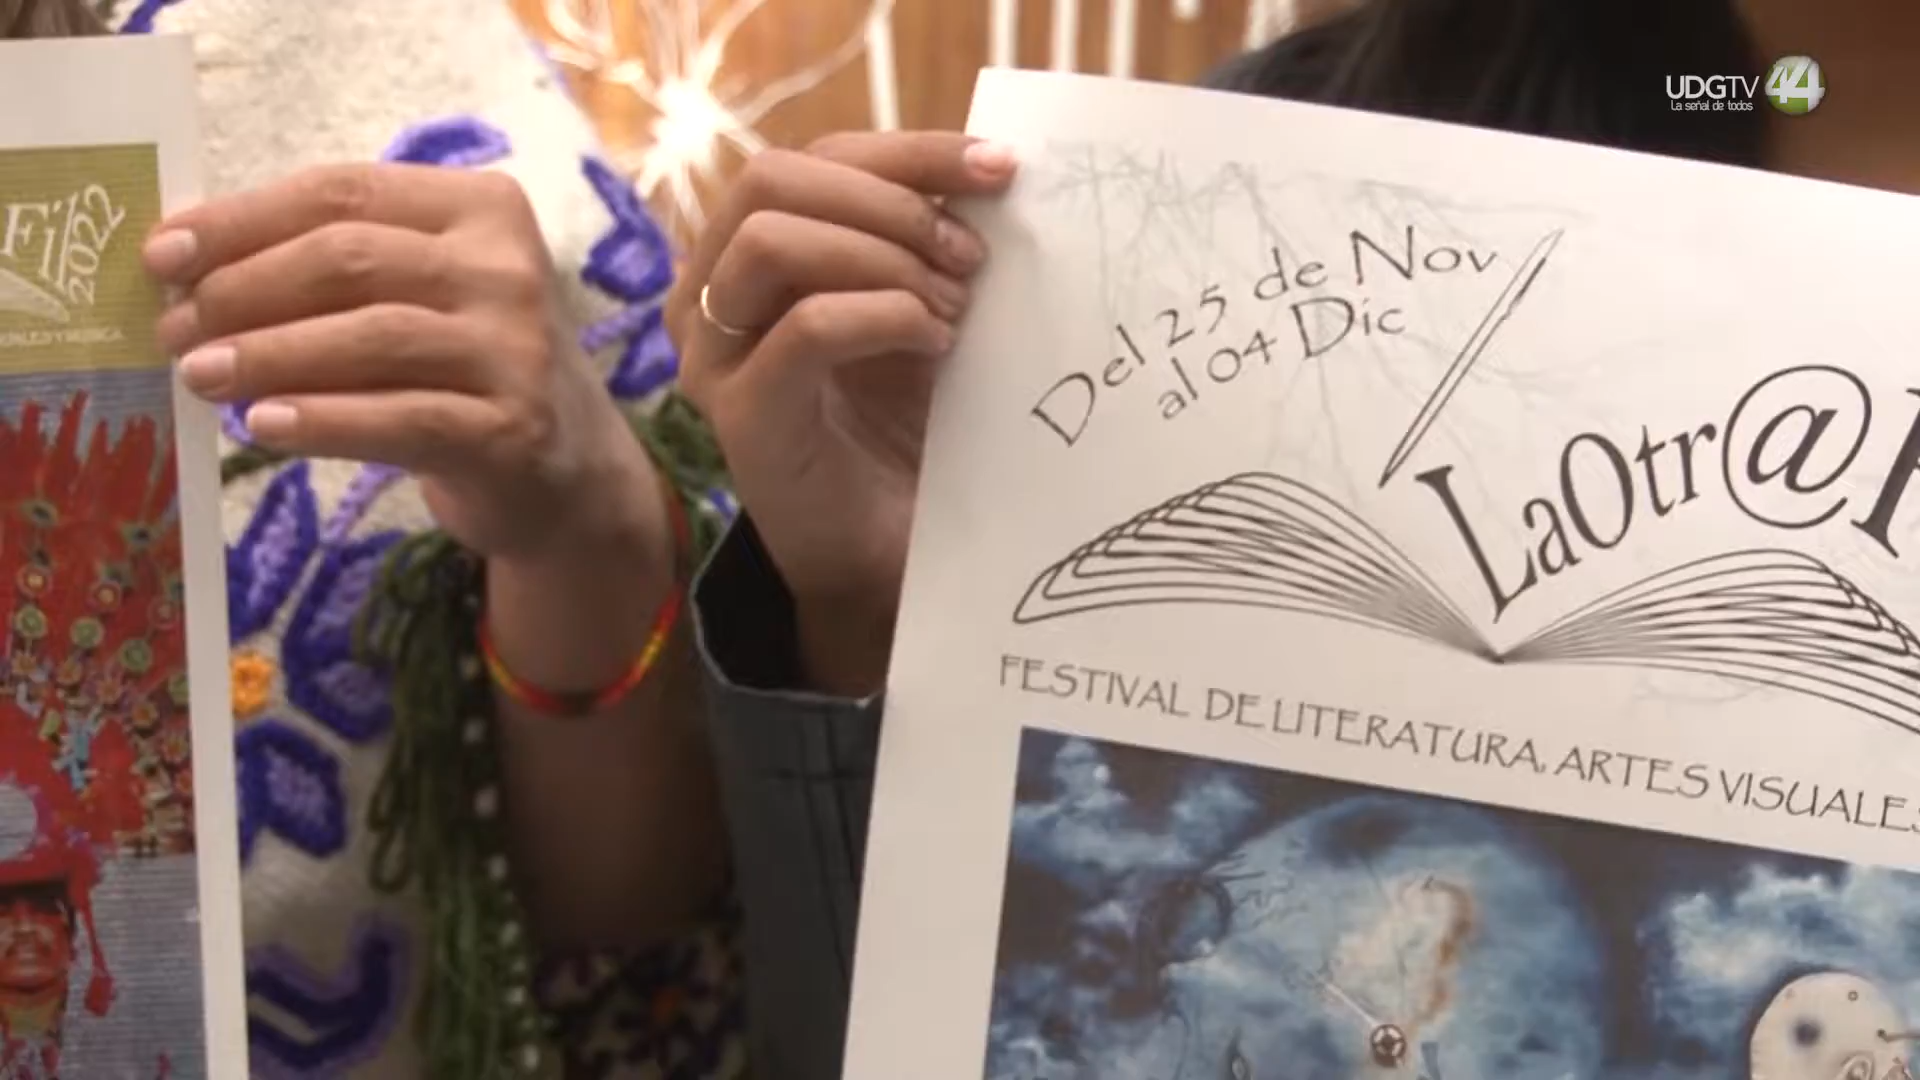 UDGTV 44
La señal de todos
Fil
2022
Del 25 de Nov
al 04 Dic
LaOtr@
FESTIVAL DE LITERATURA, ARTES VISUALES